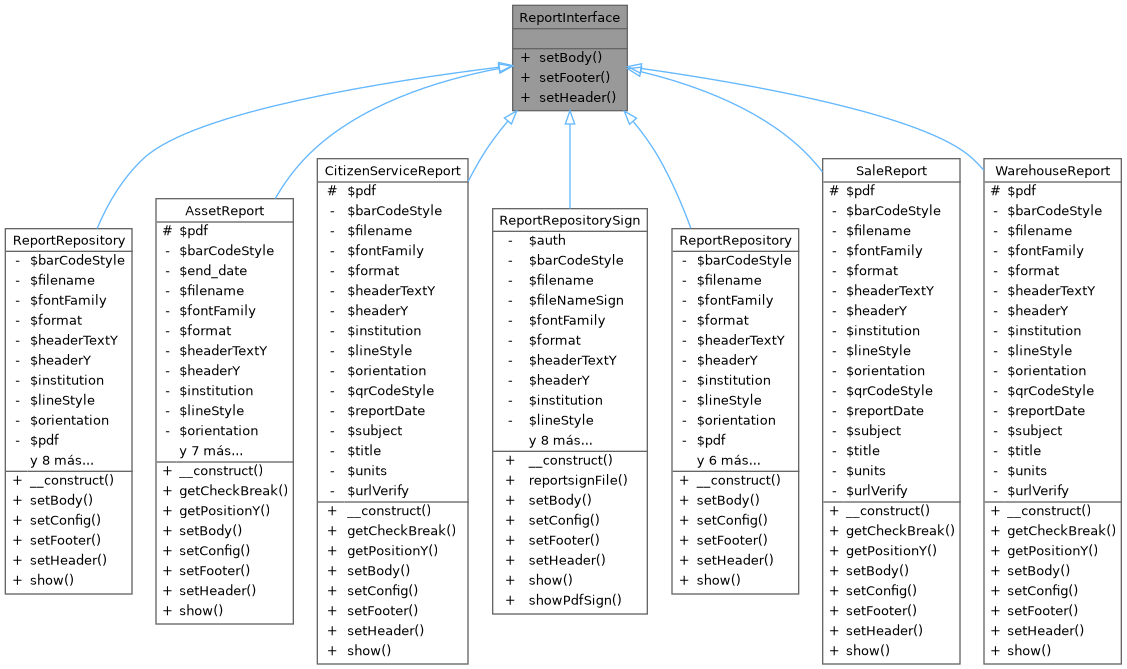 ReportInterface
+ setBody()
+ setFooter()
+ setHeader()
ReportRepository
- $barCodeStyle
- $filename
- $fontFamily
- $format
- $headerTextY
- $headerY
- $institution
- $lineStyle
- $orientation
- $pdf
y 8 más...
+ __construct()
+ setBody()
+ setConfig()
+ setFooter()
+ setHeader()
+ show()
AssetReport
# $pdf
- $barCodeStyle
- $end_date
- $filename
- $fontFamily
- $format
- $headerTextY
- $headerY
- $institution
- $lineStyle
- $orientation
y 7 más...
+ __construct()
+ getCheckBreak()
+ getPositionY()
+ setBody()
+ setConfig()
+ setFooter()
+ setHeader()
+ show()
CitizenServiceReport
# $pdf
- $barCodeStyle
- $filename
- $fontFamily
- $format
- $headerTextY
- $headerY
- $institution
- $lineStyle
- $orientation
- $qrCodeStyle
- $reportDate
- $subject
- $title
- $units
- $urlVerify
+ __construct()
+ getCheckBreak()
+ getPositionY()
+ setBody()
+ setConfig()
+ setFooter()
+ setHeader()
+ show()
ReportRepositorySign
- $auth
- $barCodeStyle
- $filename
- $fileNameSign
- $fontFamily
- $format
- $headerTextY
- $headerY
- $institution
- $lineStyle
y 8 más...
+ __construct()
+ reportsignFile()
+ setBody()
+ setConfig()
+ setFooter()
+ setHeader()
+ show()
+ showPdfSign()
ReportRepository
- $barCodeStyle
- $filename
- $fontFamily
- $format
- $headerTextY
- $headerY
- $institution
- $lineStyle
- $orientation
- $pdf
y 6 más...
+ __construct()
+ setBody()
+ setConfig()
+ setFooter()
+ setHeader()
+ show()
SaleReport
# $pdf
- $barCodeStyle
- $filename
- $fontFamily
- $format
- $headerTextY
- $headerY
- $institution
- $lineStyle
- $orientation
- $qrCodeStyle
- $reportDate
- $subject
- $title
- $units
- $urlVerify
+ __construct()
+ getCheckBreak()
+ getPositionY()
+ setBody()
+ setConfig()
+ setFooter()
+ setHeader()
+ show()
WarehouseReport
# $pdf
- $barCodeStyle
- $filename
- $fontFamily
- $format
- $headerTextY
- $headerY
- $institution
- $lineStyle
- $orientation
- $qrCodeStyle
- $reportDate
- $subject
- $title
- $units
- $urlVerify
+ __construct()
+ getCheckBreak()
+ getPositionY()
+ setBody()
+ setConfig()
+ setFooter()
+ setHeader()
+ show()